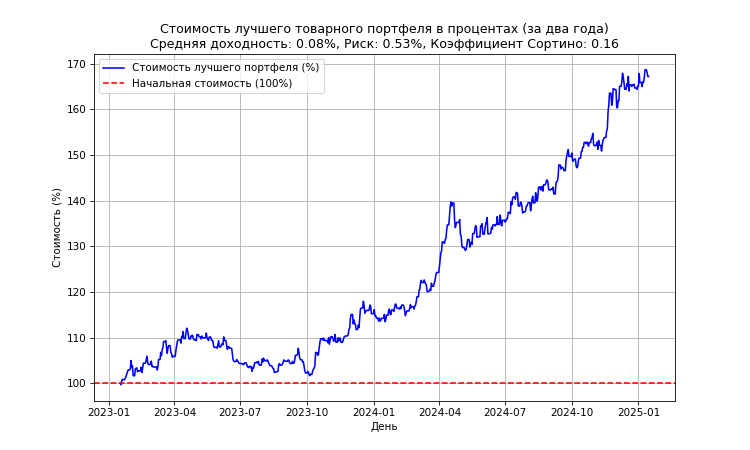 Стоимость лучшего товарного портфеля в процентах (за два года)
Средняя доходность: 0.08%, Риск: 0.53%, Коэффициент Сортино: 0.16
Стоимость лучшего портфеля (%)
Начальная стоимость (100%)
Стоимость (%)
170
160
150
140
130
120
110
100
2023-01 2023-04 2023-07 2023-10 2024-01 2024-04 2024-07 2024-10 2025-01
День